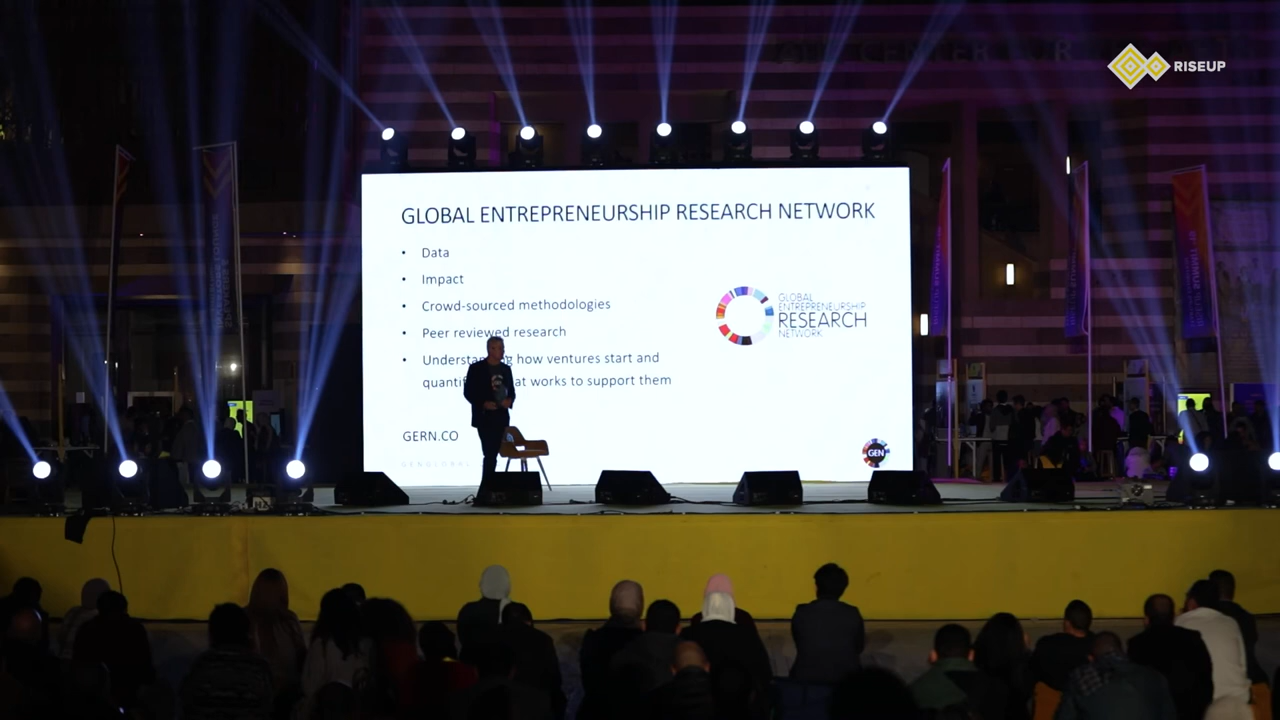 RISEUP
GLOBAL ENTREPRENEURSHIP RESEARCH NETWORK
• Data
• Impact
• Crowd-sourced methodologies
• Peer reviewed research
• how ventures start and
works to support them
GLOBAL
ENTREPRENEURSHIP
RESEARCH
NETWORK
GERN.CO
GEN